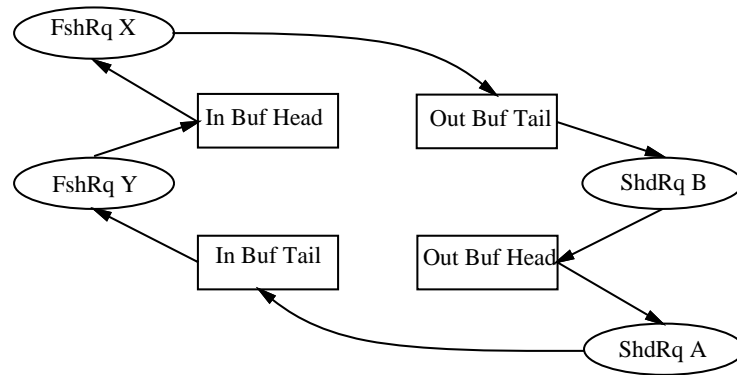 FshRq X
In Buf Head
Out Buf Tail
FshRq Y
ShdRq B
In Buf Tail
Out Buf Head
ShdRq A